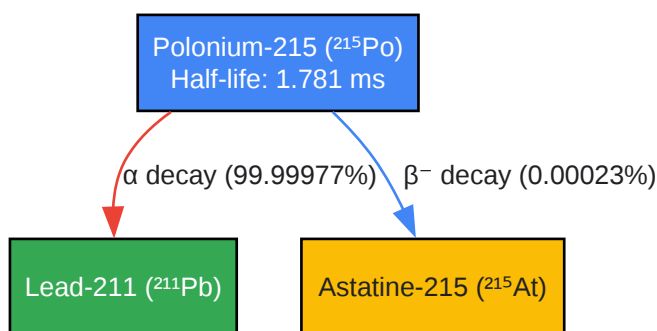 Polonium-215 (²¹⁵Po)
Half-life: 1.781 ms
α decay (99.99977%)
β⁻ decay (0.00023%)
Lead-211 (²¹¹Pb)
Astatine-215 (²¹⁵At)